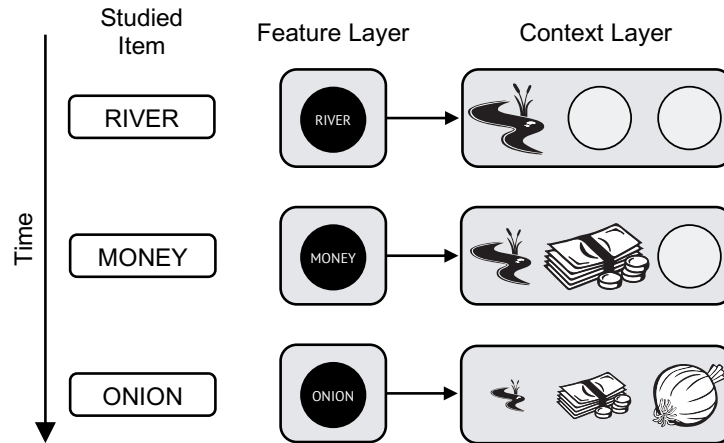 Studied
Item
Feature Layer
Context Layer
RIVER
RIVER
MONEY
MONEY
ONION
ONION
Time